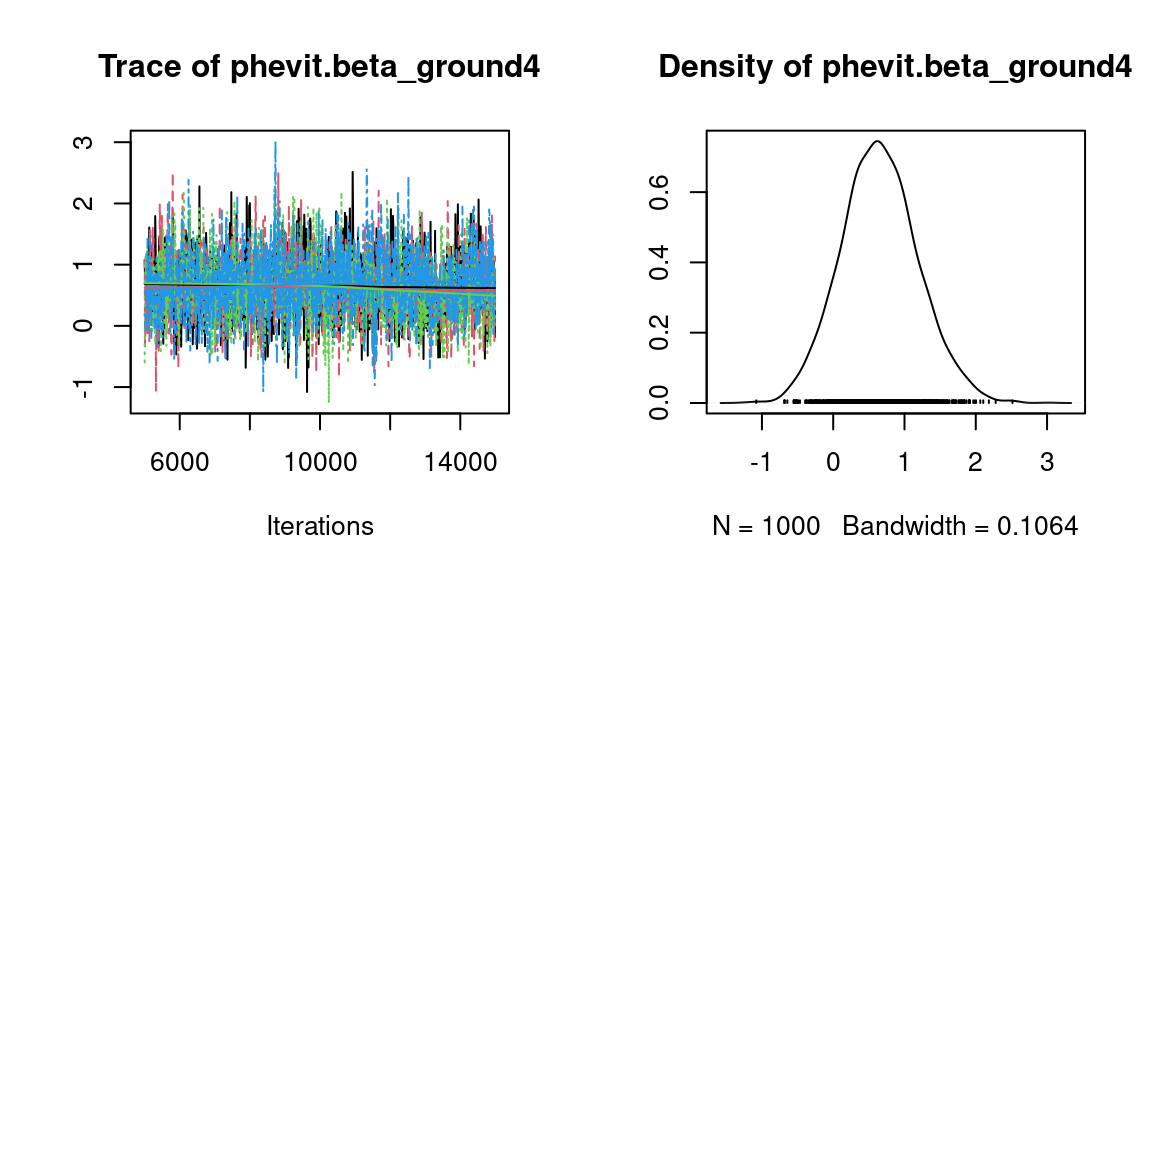 Trace of phevit.beta_ground4
3
2
1
0
-1
6000 10000 14000
Iterations
Density of phevit.beta_ground4
0.6
0.4
0.2
0.0
-1 0 1 2 3
N = 1000 Bandwidth = 0.1064